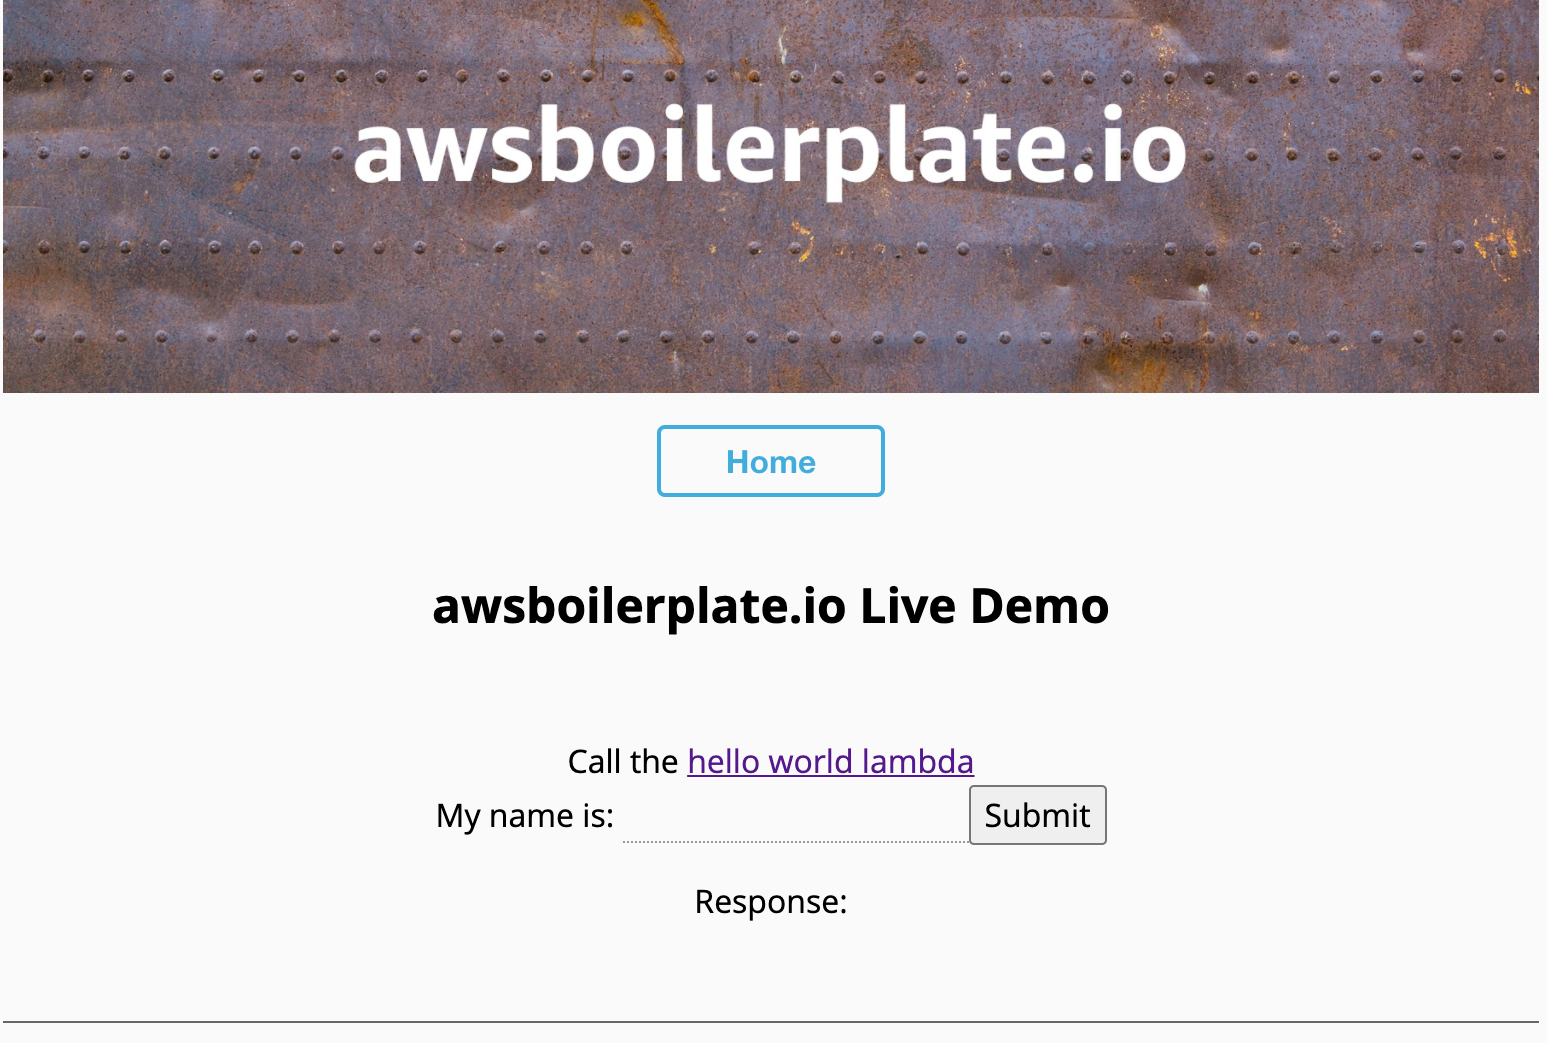 awsboilerplate.io
Home
awsboilerplate.io Live Demo
Call the hello world lambda
My name is: Submit
Response: